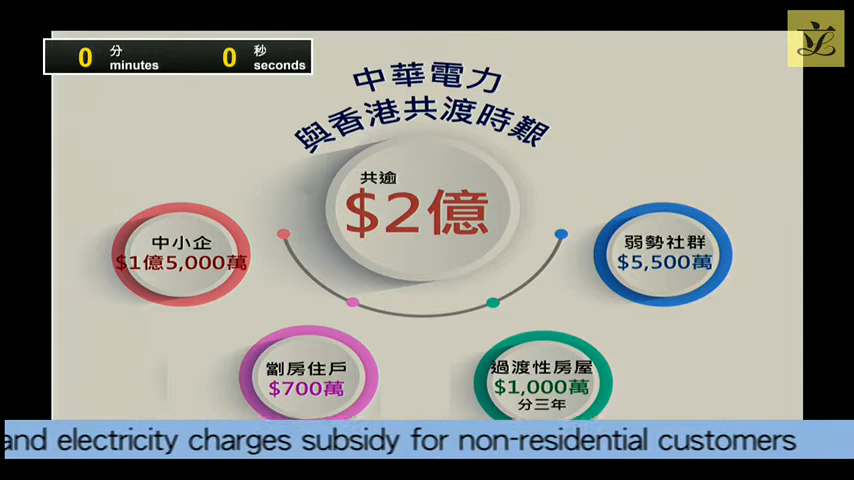 0 分 minutes 0 秒 seconds
立
中華電力
與香港共渡時艱
共逾
$2億
中小企
$1億5,000萬
弱勢社群
$5,500萬
劏房住戶
$700萬
過渡性房屋
$1,000萬
分三年
and electricity charges subsidy for non-residential customers